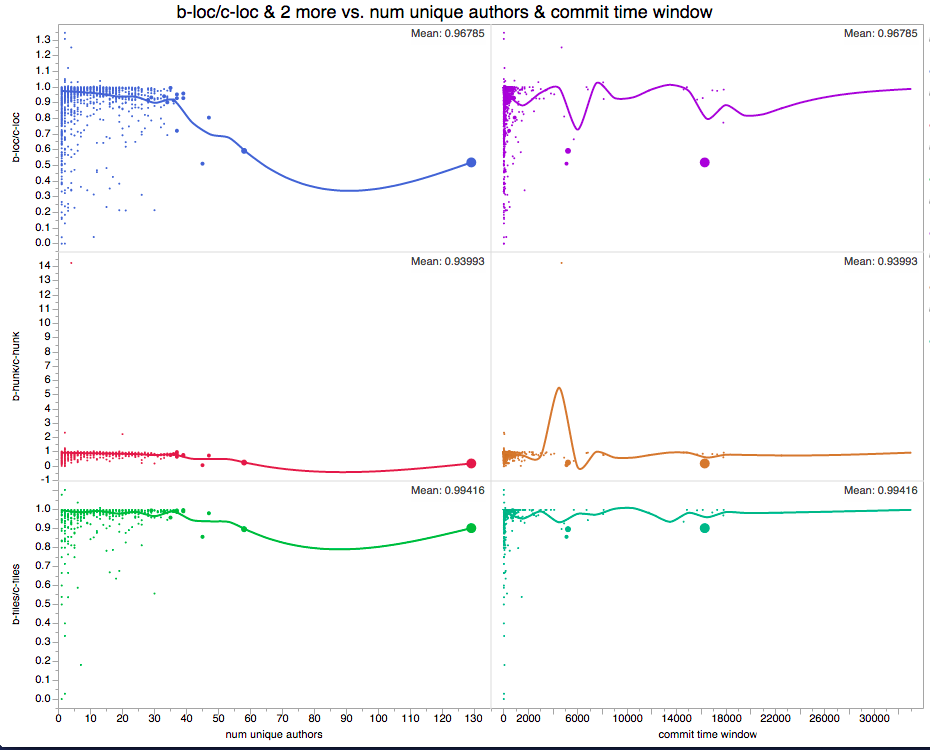 b-loc/c-loc & 2 more vs. num unique authors & commit time window
Mean: 0.96785
Mean: 0.96785
1.3
1.2
1.1
1.0
0.9
0.8
0.7
0.6
0.5
0.4
0.3
0.2
0.1
0.0
b-loc/c-loc
Mean: 0.93993
Mean: 0.93993
14
13
12
11
10
9
8
7
6
5
4
3
2
1
0
-1
b-hunk/c-hunk
Mean: 0.99416
Mean: 0.99416
1.0
0.9
0.8
0.7
0.6
0.5
0.4
0.3
0.2
0.1
0.0
b-files/c-files
0 10 20 30 40 50 60 70 80 90 100 110 120 130
0 2000 6000 10000 14000 18000 22000 26000 30000
num unique authors
commit time window